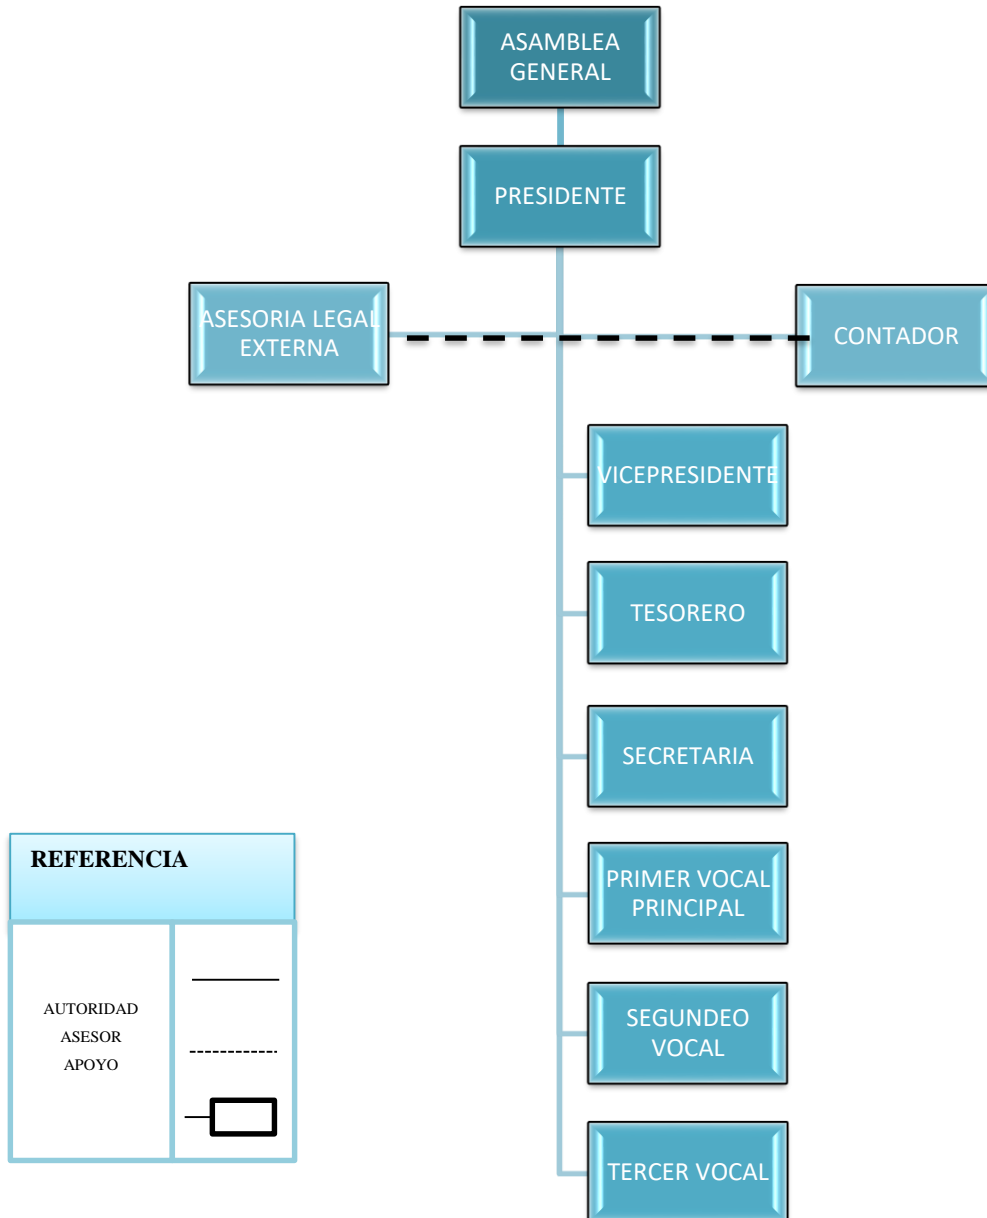 ASAMBLEA
GENERAL
PRESIDENTE
ASESORIA LEGAL
EXTERNA
CONTADOR
VICEPRESIDENTE
TESORERO
SECRETARIA
PRIMER VOCAL
PRINCIPAL
SEGUNDEO
VOCAL
TERCER VOCAL
REFERENCIA
AUTORIDAD
ASESOR
APOYO